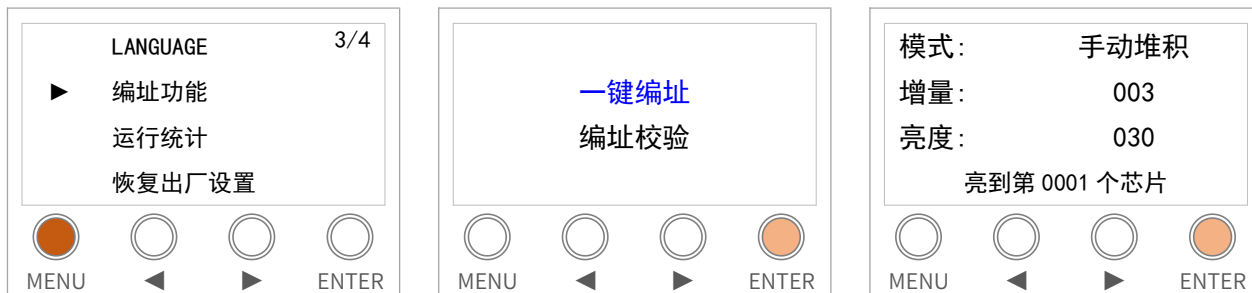 LANGUAGE 3/4
► 编址功能
运行统计
恢复出厂设置
MENU ◄ ► ENTER
一键编址
编址校验
MENU ◄ ► ENTER
模式: 手动堆积
增量: 003
亮度: 030
亮到第 0001 个芯片
MENU ◄ ► ENTER